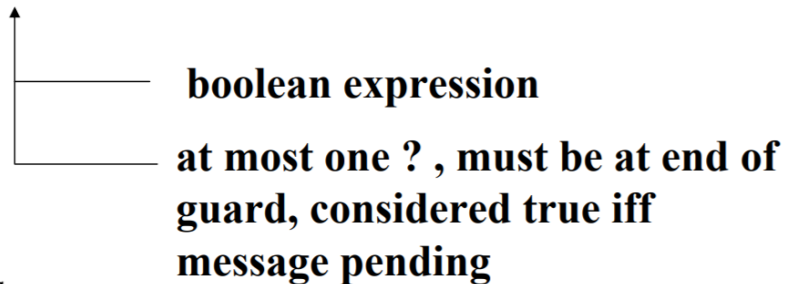 boolean expression
at most one ? , must be at end of
guard, considered true iff
message pending